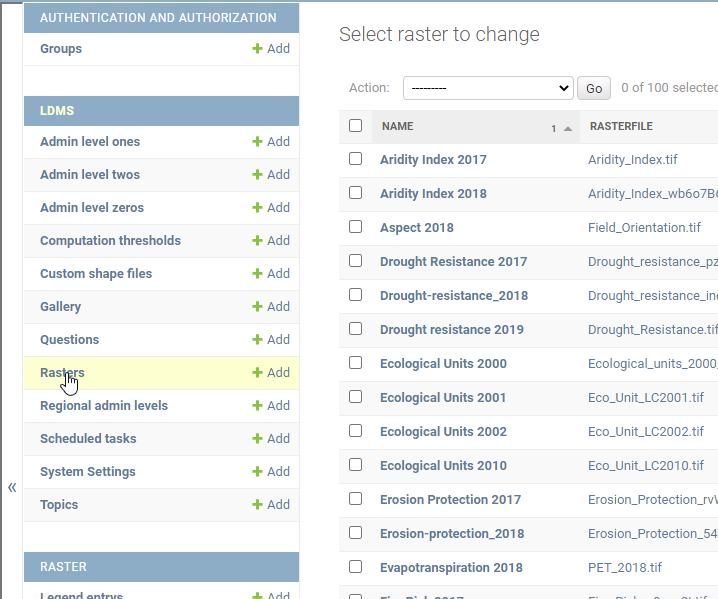 AUTHENTICATION AND AUTHORIZATION
Groups + Add
LDMS
Admin level ones + Add
Admin level twos + Add
Admin level zeros + Add
Computation thresholds + Add
Custom shape files + Add
Gallery + Add
Questions + Add
Rasters + Add
Regional admin levels + Add
Scheduled tasks + Add
System Settings + Add
Topics + Add
RASTER
Legend entrys + Add
«
Select raster to change
Action: --------- Go 0 of 100 selected
NAME 1 RASTERFILE
Aridity Index 2017 Aridity_Index.tif
Aridity Index 2018 Aridity_Index_wb6o7B6
Aspect 2018 Field_Orientation.tif
Drought Resistance 2017 Drought_resistance_pz
Drought-resistance_2018 Drought_resistance_in
Drought resistance 2019 Drought_Resistance.tif
Ecological Units 2000 Ecological_units_2000_
Ecological Units 2001 Eco_Unit_LC2001.tif
Ecological Units 2002 Eco_Unit_LC2002.tif
Ecological Units 2010 Eco_Unit_LC2010.tif
Erosion Protection 2017 Erosion_Protection_rv
Erosion-protection_2018 Erosion_Protection_54
Evapotranspiration 2018 PET_2018.tif